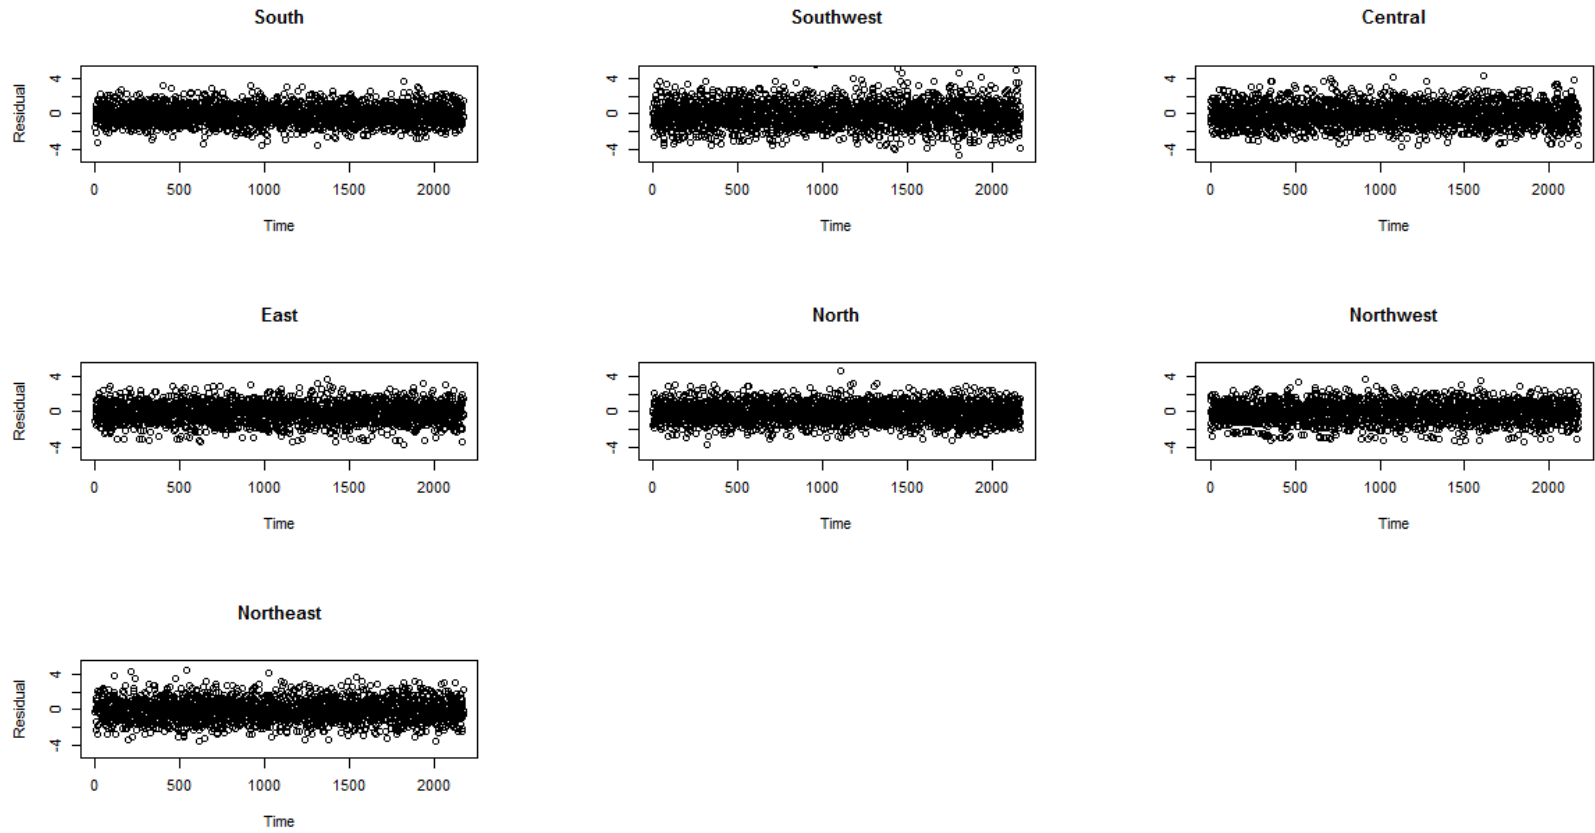 South Southwest Central
Residual
4 4 4
0 0 0
-4 -4 -4
0 500 1000 1500 2000 0 500 1000 1500 2000 0 500 1000 1500 2000
Time Time Time
East North Northwest
Residual
4 4 4
0 0 0
-4 -4 -4
0 500 1000 1500 2000 0 500 1000 1500 2000 0 500 1000 1500 2000
Time Time Time
Northeast
Residual
4
0
-4
0 500 1000 1500 2000
Time